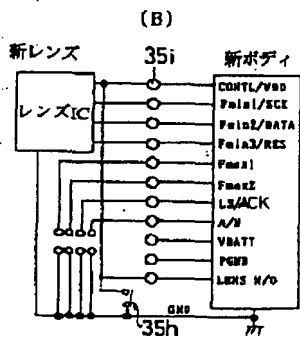 (B)
新レンズ
35i
新ボディ
レンズIC
CONTL/VDD
Fmin1/SCK
Fmin2/DATA
Fmin3/RES
Fmax1
Fmax2
LS/ACK
A/M
VBATT
PGND
LENS N/O
GND
35h